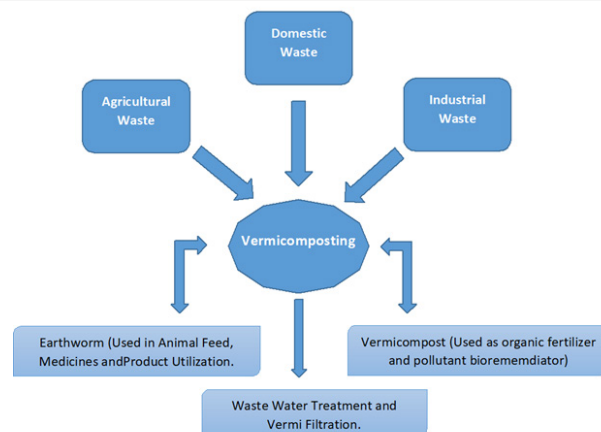 Domestic
Waste
Agricultural
Waste
Industrial
Waste
Vermicomposting
Earthworm (Used in Animal Feed,
Medicines andProduct Utilization.
Vermicompost (Used as organic fertilizer
and pollutant biorememdiator)
Waste Water Treatment and
Vermi Filtration.